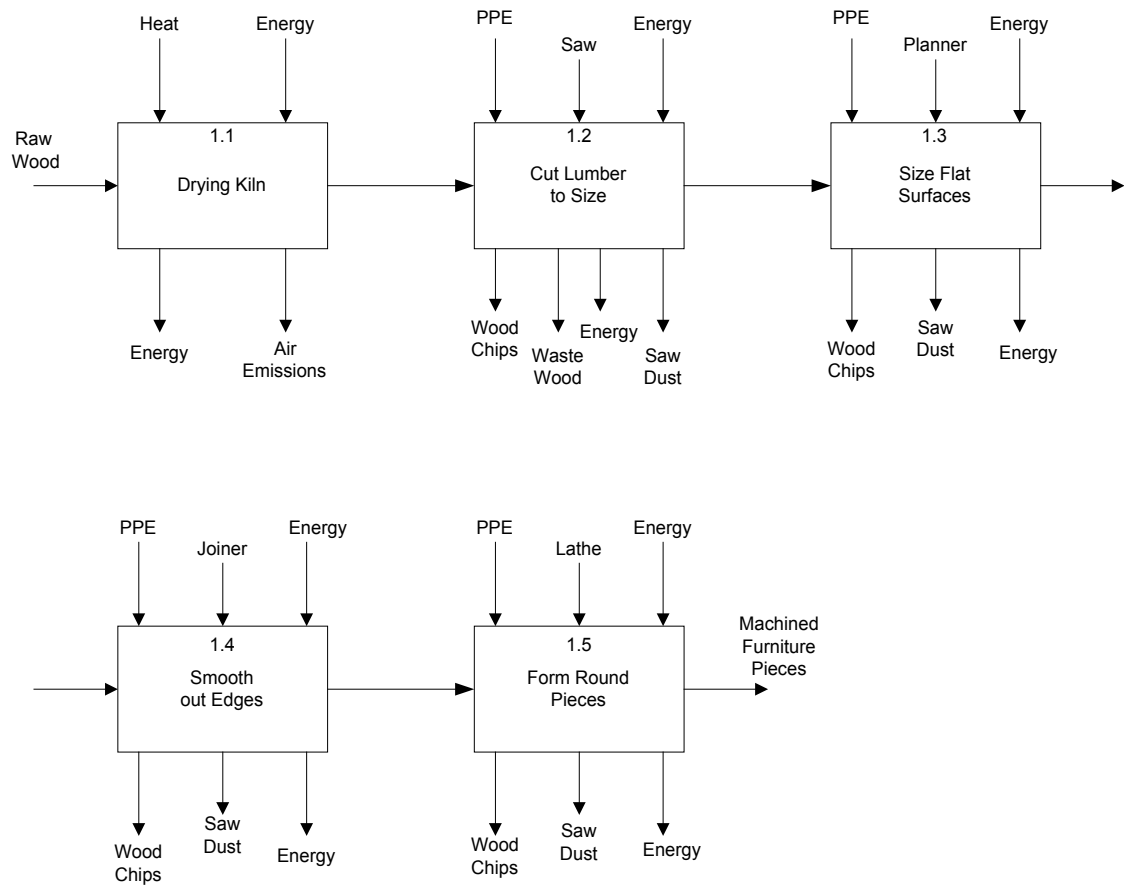 Heat
Energy
PPE
Saw
Energy
PPE
Planner
Energy
Raw
Wood
1.1
Drying Kiln
1.2
Cut Lumber
to Size
1.3
Size Flat
Surfaces
Energy
Air
Emissions
Wood
Chips
Waste
Wood
Energy
Saw
Dust
Wood
Chips
Saw
Dust
Energy
PPE
Joiner
Energy
PPE
Lathe
Energy
1.4
Smooth
out Edges
1.5
Form Round
Pieces
Machined
Furniture
Pieces
Wood
Chips
Saw
Dust
Energy
Wood
Chips
Saw
Dust
Energy